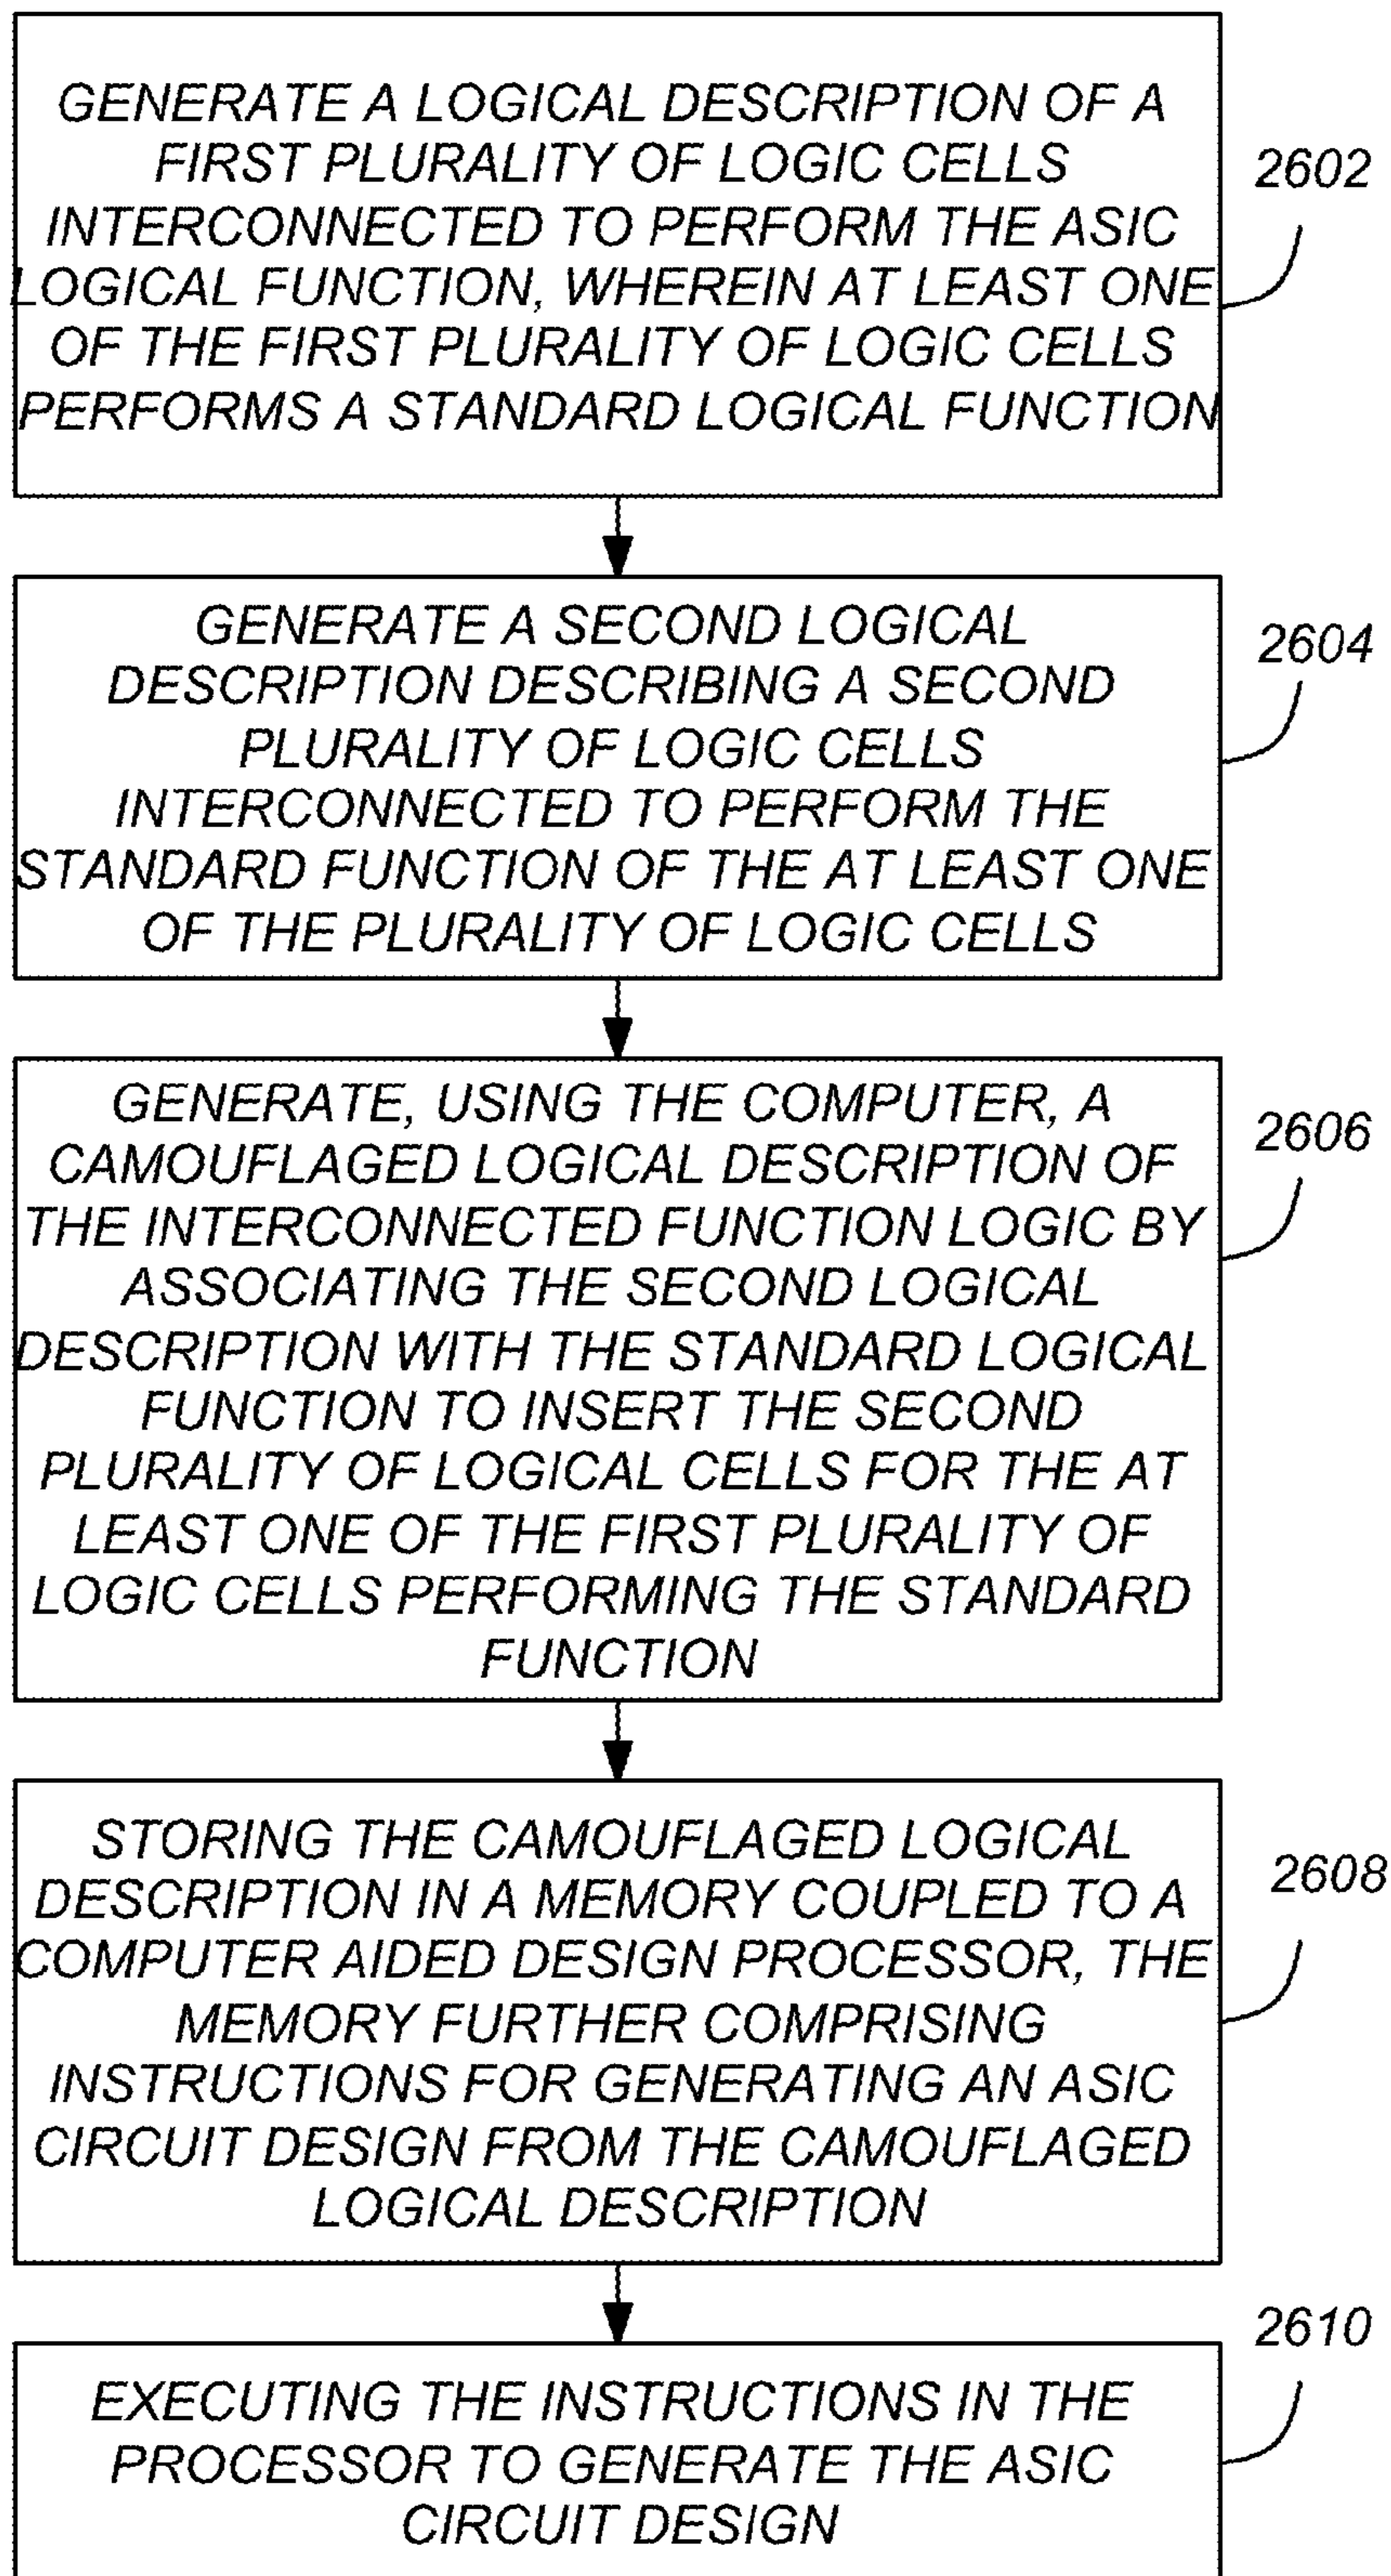 GENERATE A LOGICAL DESCRIPTION OF A
FIRST PLURALITY OF LOGIC CELLS
INTERCONNECTED TO PERFORM THE ASIC
LOGICAL FUNCTION, WHEREIN AT LEAST ONE
OF THE FIRST PLURALITY OF LOGIC CELLS
PERFORMS A STANDARD LOGICAL FUNCTION
2602
GENERATE A SECOND LOGICAL
DESCRIPTION DESCRIBING A SECOND
PLURALITY OF LOGIC CELLS
INTERCONNECTED TO PERFORM THE
STANDARD FUNCTION OF THE AT LEAST ONE
OF THE PLURALITY OF LOGIC CELLS
2604
GENERATE, USING THE COMPUTER, A
CAMOUFLAGED LOGICAL DESCRIPTION OF
THE INTERCONNECTED FUNCTION LOGIC BY
ASSOCIATING THE SECOND LOGICAL
DESCRIPTION WITH THE STANDARD LOGICAL
FUNCTION TO INSERT THE SECOND
PLURALITY OF LOGICAL CELLS FOR THE AT
LEAST ONE OF THE FIRST PLURALITY OF
LOGIC CELLS PERFORMING THE STANDARD
FUNCTION
2606
STORING THE CAMOUFLAGED LOGICAL
DESCRIPTION IN A MEMORY COUPLED TO A
COMPUTER AIDED DESIGN PROCESSOR, THE
MEMORY FURTHER COMPRISING
INSTRUCTIONS FOR GENERATING AN ASIC
CIRCUIT DESIGN FROM THE CAMOUFLAGED
LOGICAL DESCRIPTION
2608
EXECUTING THE INSTRUCTIONS IN THE
PROCESSOR TO GENERATE THE ASIC
CIRCUIT DESIGN
2610